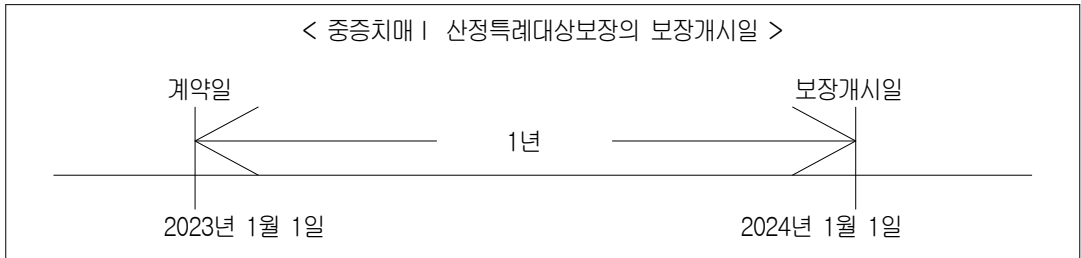 < 중증치매Ⅰ 산정특례대상보장의 보장개시일 >
계약일 보장개시일
1년
2023년 1월 1일 2024년 1월 1일